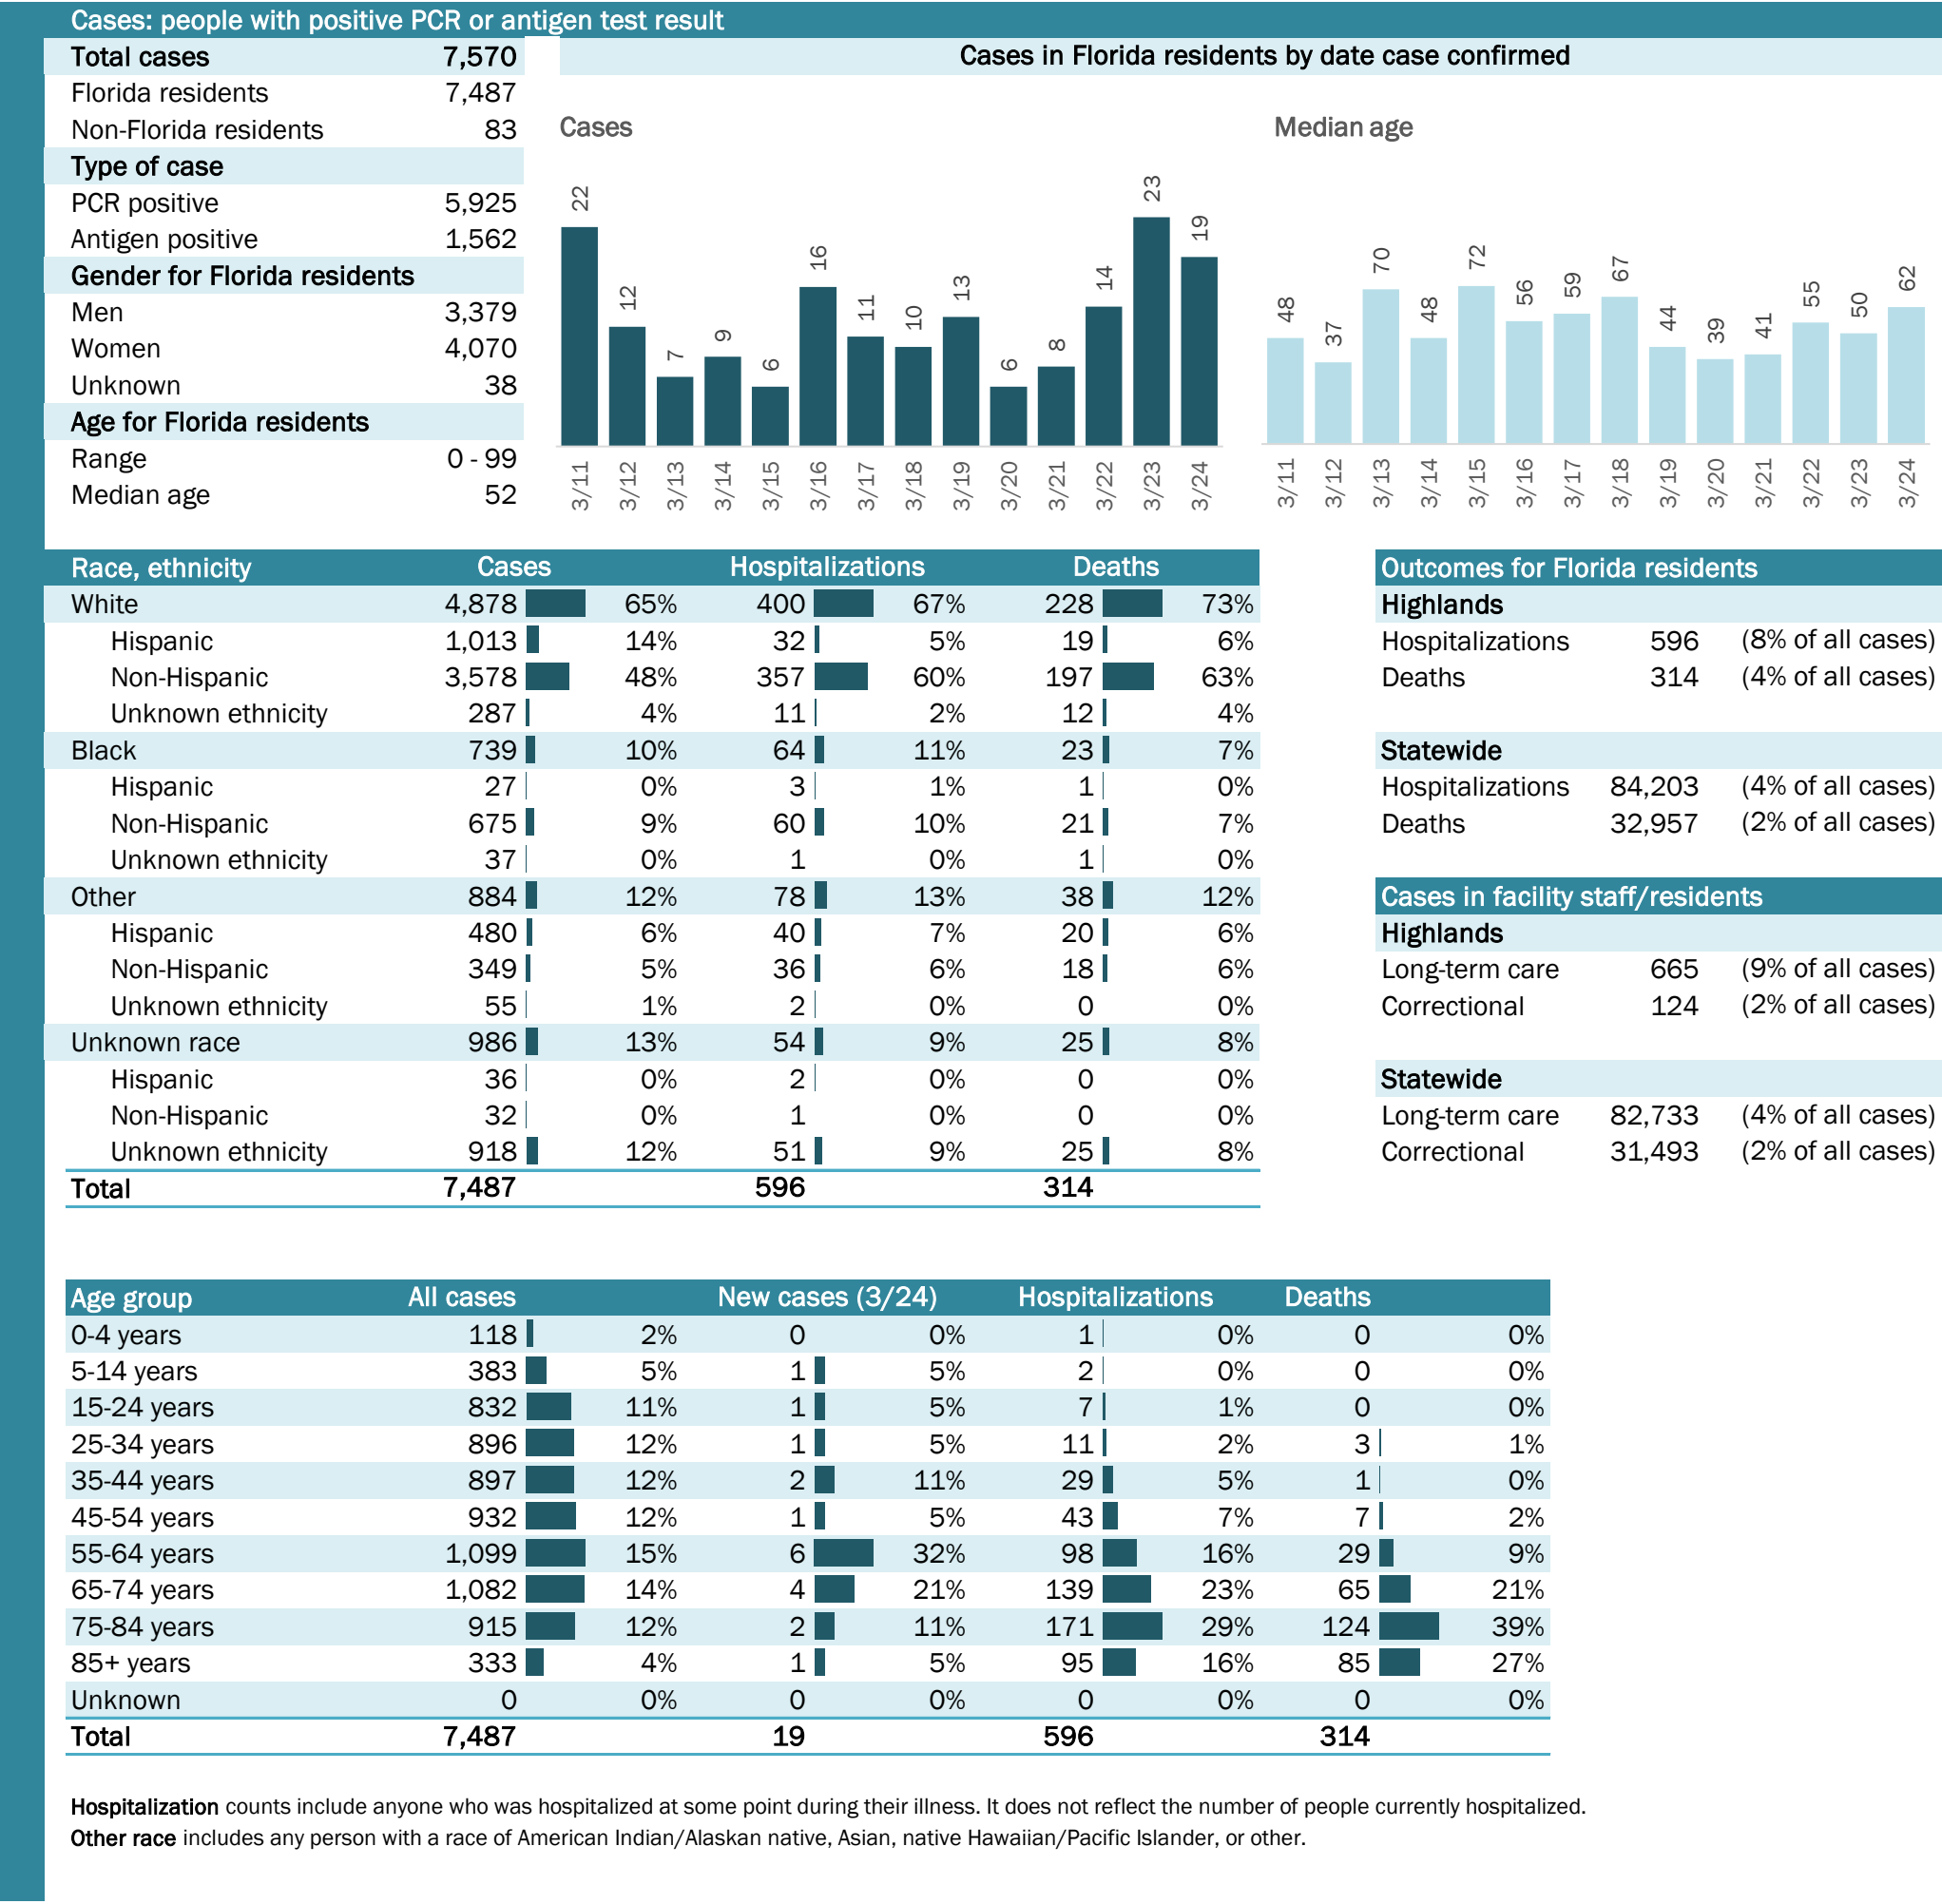 Cases: people with positive PCR or antigen test result
Total cases 7,570
Florida residents 7,487
Non-Florida residents 83
Type of case
PCR positive 5,925
Antigen positive 1,562
Gender for Florida residents
Men 3,379
Women 4,070
Unknown 38
Age for Florida residents
Range 0 - 99
Median age 52
Cases in Florida residents by date case confirmed
Cases
22 12 7 9 6 16 11 10 13 6 8 14 23 19
3/11 3/12 3/13 3/14 3/15 3/16 3/17 3/18 3/19 3/20 3/21 3/22 3/23 3/24
Median age
48 37 70 48 72 56 59 67 44 39 41 55 50 62
3/11 3/12 3/13 3/14 3/15 3/16 3/17 3/18 3/19 3/20 3/21 3/22 3/23 3/24
Race, ethnicity Cases Hospitalizations Deaths
White 4,878 65% 400 67% 228 73%
Hispanic 1,013 14% 32 5% 19 6%
Non-Hispanic 3,578 48% 357 60% 197 63%
Unknown ethnicity 287 4% 11 2% 12 4%
Black 739 10% 64 11% 23 7%
Hispanic 27 0% 3 1% 1 0%
Non-Hispanic 675 9% 60 10% 21 7%
Unknown ethnicity 37 0% 1 0% 1 0%
Other 884 12% 78 13% 38 12%
Hispanic 480 6% 40 7% 20 6%
Non-Hispanic 349 5% 36 6% 18 6%
Unknown ethnicity 55 1% 2 0% 0 0%
Unknown race 986 13% 54 9% 25 8%
Hispanic 36 0% 2 0% 0 0%
Non-Hispanic 32 0% 1 0% 0 0%
Unknown ethnicity 918 12% 51 9% 25 8%
Total 7,487 596 314
Outcomes for Florida residents
Highlands
Hospitalizations 596 (8% of all cases)
Deaths 314 (4% of all cases)
Statewide
Hospitalizations 84,203 (4% of all cases)
Deaths 32,957 (2% of all cases)
Cases in facility staff/residents
Highlands
Long-term care 665 (9% of all cases)
Correctional 124 (2% of all cases)
Statewide
Long-term care 82,733 (4% of all cases)
Correctional 31,493 (2% of all cases)
Age group All cases New cases (3/24) Hospitalizations Deaths
0-4 years 118 2% 0 0% 1 0% 0 0%
5-14 years 383 5% 1 5% 2 0% 0 0%
15-24 years 832 11% 1 5% 7 1% 0 0%
25-34 years 896 12% 1 5% 11 2% 3 1%
35-44 years 897 12% 2 11% 29 5% 1 0%
45-54 years 932 12% 1 5% 43 7% 7 2%
55-64 years 1,099 15% 6 32% 98 16% 29 9%
65-74 years 1,082 14% 4 21% 139 23% 65 21%
75-84 years 915 12% 2 11% 171 29% 124 39%
85+ years 333 4% 1 5% 95 16% 85 27%
Unknown 0 0% 0 0% 0 0% 0 0%
Total 7,487 19 596 314
Hospitalization counts include anyone who was hospitalized at some point during their illness. It does not reflect the number of people currently hospitalized.
Other race includes any person with a race of American Indian/Alaskan native, Asian, native Hawaiian/Pacific Islander, or other.